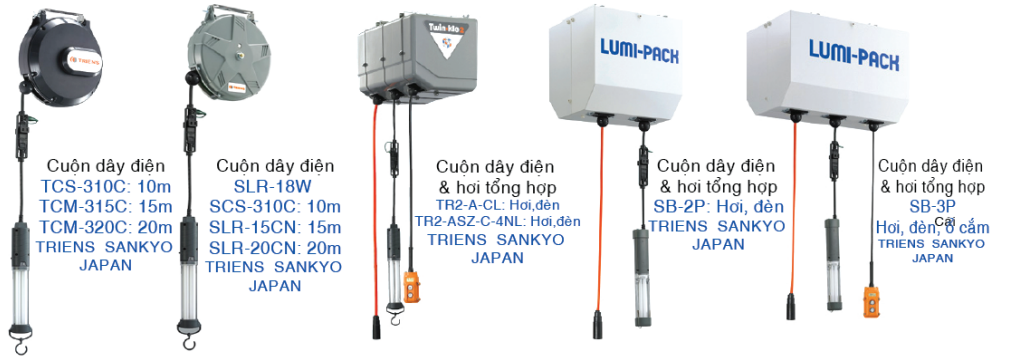 TRIENS
Cuộn dây điện
TCS-310C: 10m
TCM-315C: 15m
TCM-320C: 20m
TRIENS SANKYO
JAPAN
Cuộn dây điện
SLR-18W
SCS-310C: 10m
SLR-15CN: 15m
SLR-20CN: 20m
TRIENS SANKYO
JAPAN
Cuộn dây điện
& hơi tổng hợp
TR2-A-CL: Hơi,đèn
TR2-ASZ-C-4NL: Hơi,đèn
TRIENS SANKYO
JAPAN
LUMI-PACK
Cuộn dây điện
& hơi tổng hợp
SB-2P: Hơi, đèn
TRIENS SANKYO
JAPAN
LUMI-PACK
Cuộn dây điện
& hơi tổng hợp
SB-3P
Cái
Hơi, đèn, ổ cắm
TRIENS SANKYO
JAPAN